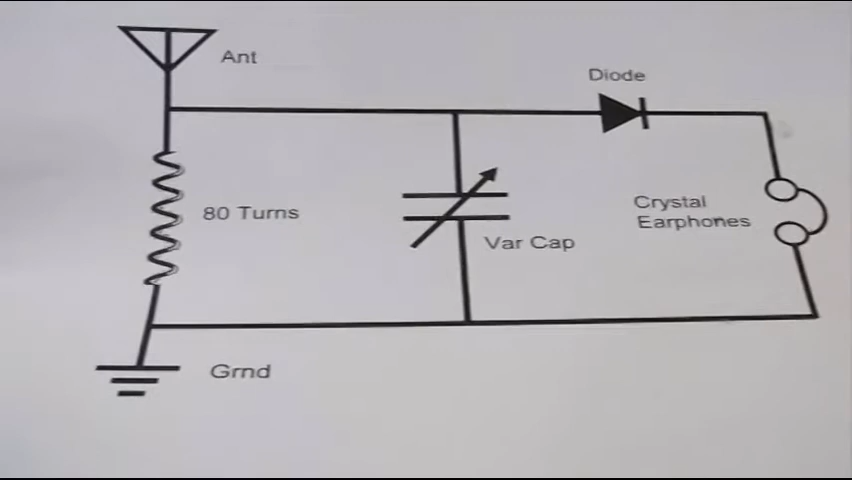 Ant
Diode
80 Turns
Crystal
Earphones
Var Cap
Grnd